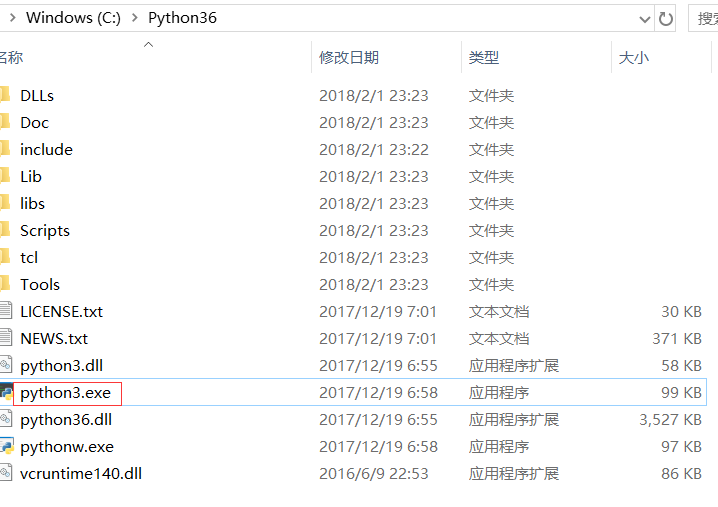 Windows (C:) Python36 搜索
名称 修改日期 类型 大小
DLLs 2018/2/1 23:23 文件夹
Doc 2018/2/1 23:23 文件夹
include 2018/2/1 23:22 文件夹
Lib 2018/2/1 23:23 文件夹
libs 2018/2/1 23:23 文件夹
Scripts 2018/2/1 23:23 文件夹
tcl 2018/2/1 23:23 文件夹
Tools 2018/2/1 23:23 文件夹
LICENSE.txt 2017/12/19 7:01 文本文档 30 KB
NEWS.txt 2017/12/19 7:01 文本文档 371 KB
python3.dll 2017/12/19 6:55 应用程序扩展 58 KB
python3.exe 2017/12/19 6:58 应用程序 99 KB
python36.dll 2017/12/19 6:55 应用程序扩展 3,527 KB
pythonw.exe 2017/12/19 6:58 应用程序 97 KB
vcruntime140.dll 2016/6/9 22:53 应用程序扩展 86 KB